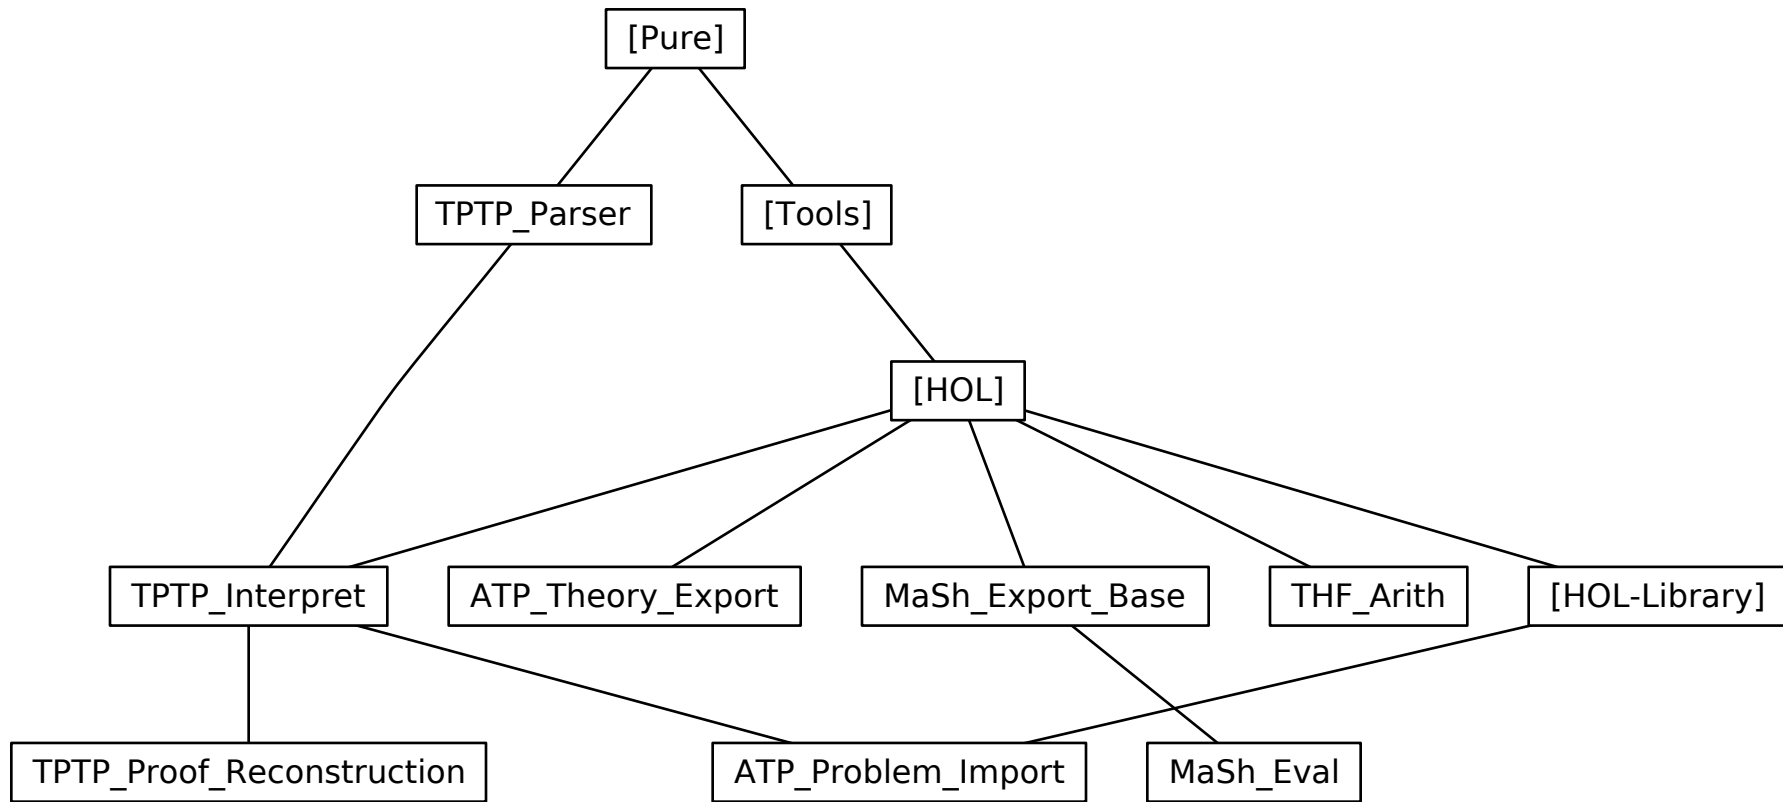 [Pure]
TPTP_Parser
[Tools]
[HOL]
TPTP_Interpret
ATP_Theory_Export
MaSh_Export_Base
THF_Arith
[HOL-Library]
TPTP_Proof_Reconstruction
ATP_Problem_Import
MaSh_Eval